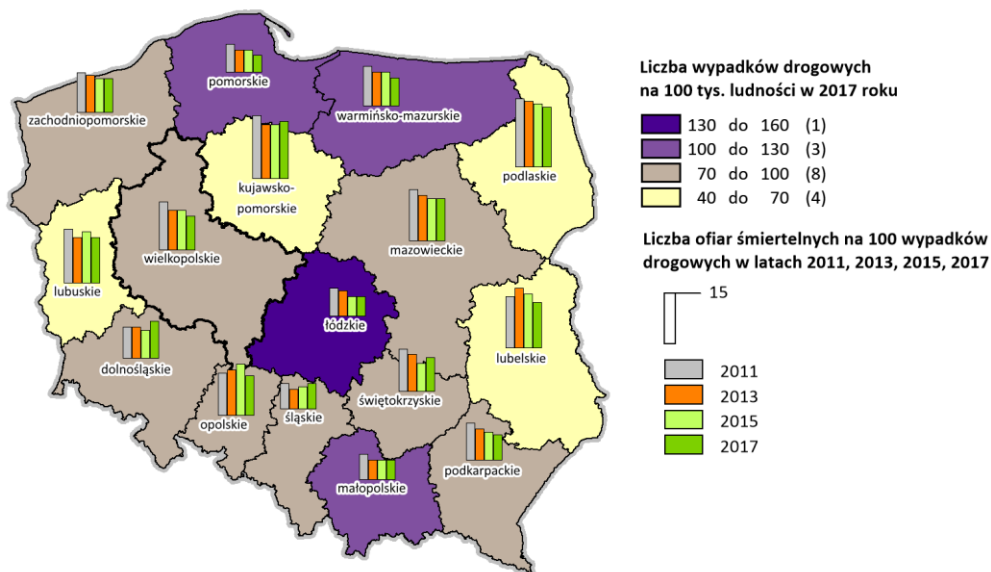 pomorskie
zachodniopomorskie
warmińsko-mazurskie
podlaskie
kujawsko-
pomorskie
mazowieckie
wielkopolskie
lubuskie
łódzkie
lubelskie
dolnośląskie
świętokrzyskie
opolskie
śląskie
podkarpackie
małopolskie
Liczba wypadków drogowych
na 100 tys. ludności w 2017 roku
130 do 160 (1)
100 do 130 (3)
70 do 100 (8)
40 do 70 (4)
Liczba ofiar śmiertelnych na 100 wypadków
drogowych w latach 2011, 2013, 2015, 2017
15
2011
2013
2015
2017